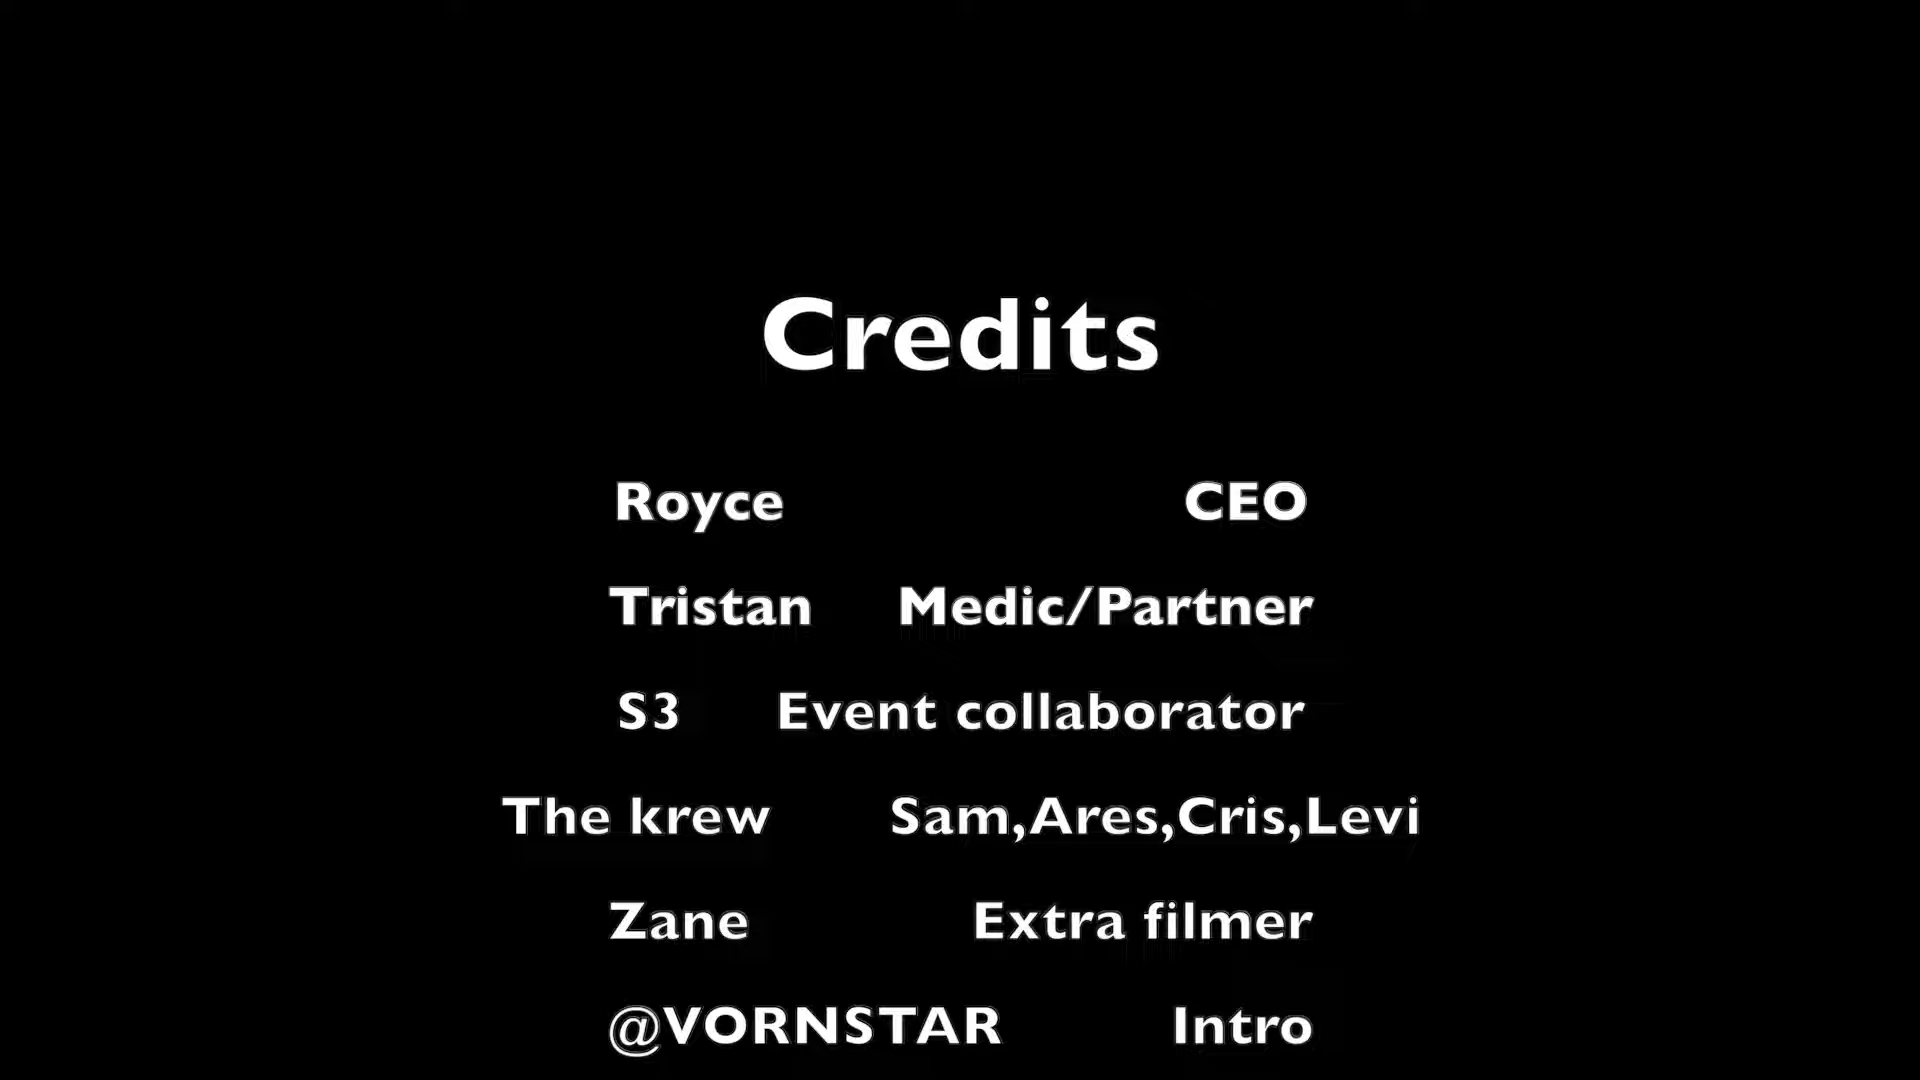 Credits
Royce CEO
Tristan Medic/Partner
S3 Event collaborator
The krew Sam,Ares,Cris,Levi
Zane Extra filmer
@VORNSTAR Intro